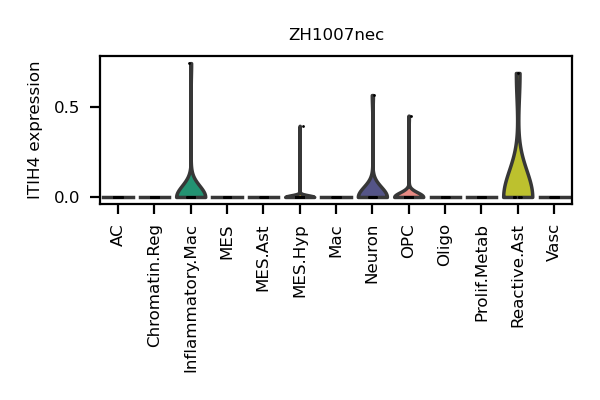 ZH1007nec
ITIH4 expression
0.5
0.0
AC
Chromatin.Reg
Inflammatory.Mac
MES
MES.Ast
MES.Hyp
Mac
Neuron
OPC
Oligo
Prolif.Metab
Reactive.Ast
Vasc